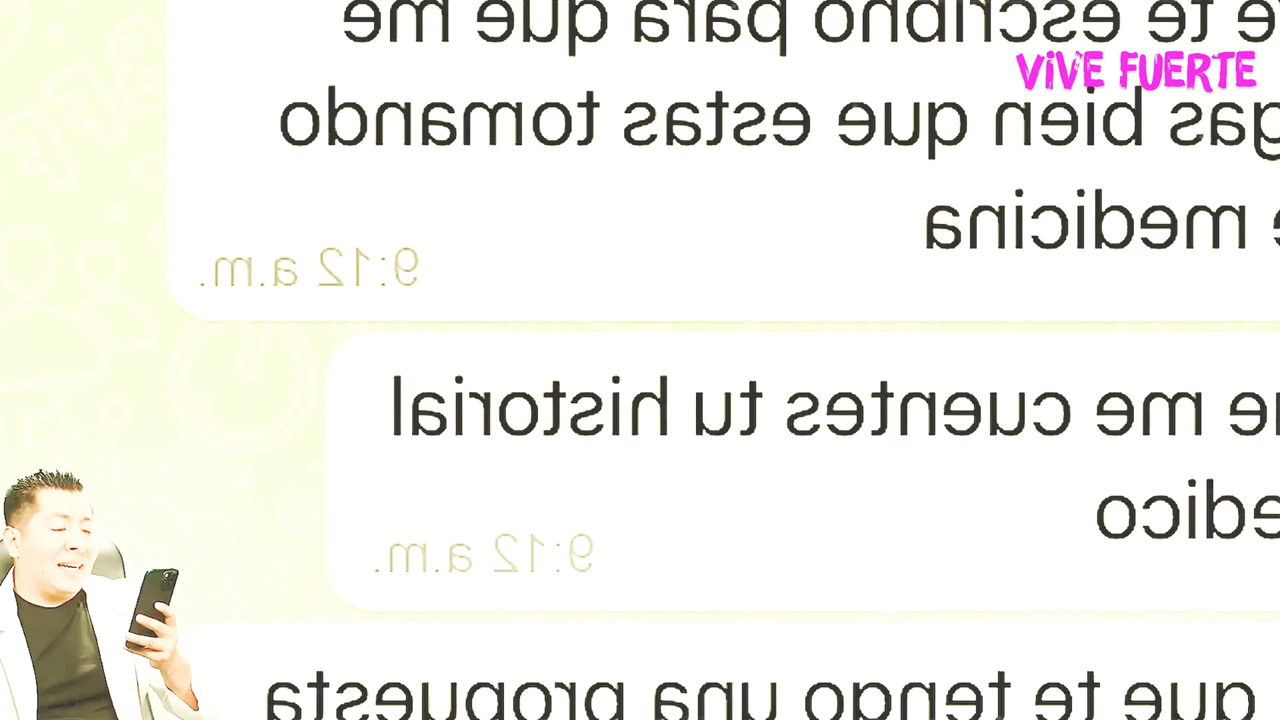 VIVE FUERTE
te escribno para que me
gas bien que estas tomando
medicina
9:12 a.m.
me cuentes tu historial
edico
9:12 a.m.
que te tengo una propuesta